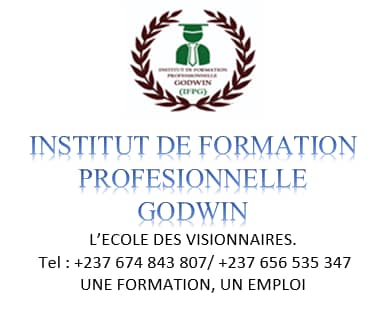 INSTITUT DE FORMATION
PROFESSIONNELLE
GODWIN
(IFPG)
INSTITUT DE FORMATION
PROFESIONNELLE
GODWIN
L’ECOLE DES VISIONNAIRES.
Tel : +237 674 843 807/ +237 656 535 347
UNE FORMATION, UN EMPLOI